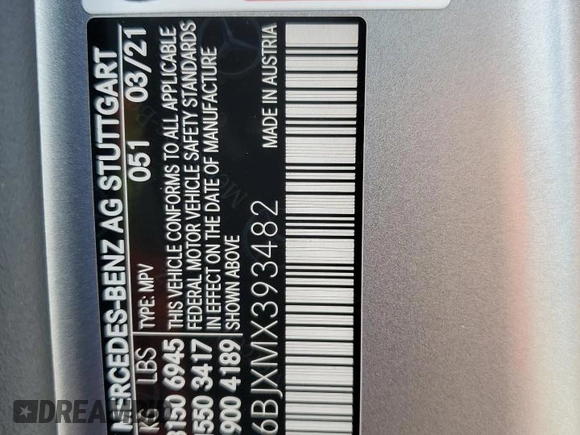 MERCEDES-BENZ AG STUTTGART
051 03/21
LBS TYPE: MPV
3150 6945 THIS VEHICLE CONFORMS TO ALL APPLICABLE
FEDERAL MOTOR VEHICLE SAFETY STANDARDS
550 3417 IN EFFECT ON THE DATE OF MANUFACTURE
900 4189 SHOWN ABOVE
MADE IN AUSTRIA
6BJXMX393482
DREAM